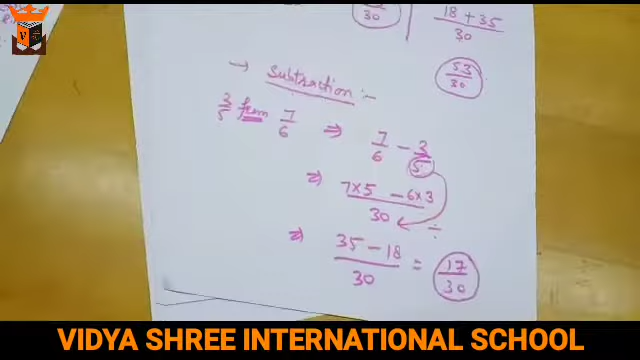 30
18 + 35
30
53
30
→ Subtraction :-
3/5 from 7/6 ⇒ 7/6 - 3/5
⇒ 7×5 - 6×3
30
÷
⇒ 35 - 18 = 17
30 30
VIDYA SHREE INTERNATIONAL SCHOOL